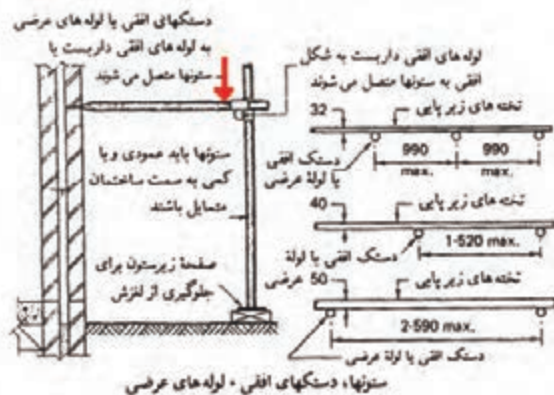 دستکهای افقی یا لوله های عرضی
به لوله های افقی داربست یا
ستونها متصل می شوند
لوله های افقی داربست به شکل
افقی به ستونها متصل می شوند
ستونها باید عمودی و یا
کمی به سمت ساختمان
متمایل باشند
صفحهٔ زیرستون برای
جلوگیری از لغزش
32
تخته های زیر پایی
990
max.
990
max.
دستک افقی
یا لولهٔ عرضی
40
تخته های زیر پایی
1-520 max.
دستک افقی یا لولهٔ
عرضی
50
تخته های زیر پایی
2-590 max.
دستک افقی یا لولهٔ عرضی
ستونها، دستکهای افقی - لوله های عرضی